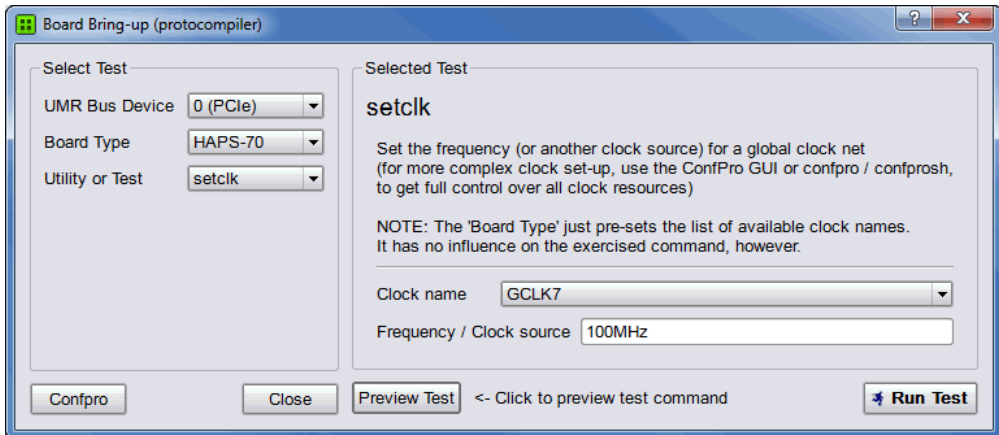 Board Bring-up (protocompiler)
? X
Select Test
UMR Bus Device 0 (PCIe)
Board Type HAPS-70
Utility or Test setclk
Confpro Close
Selected Test
setclk
Set the frequency (or another clock source) for a global clock net
(for more complex clock set-up, use the ConfPro GUI or confpro / confprosh,
to get full control over all clock resources)
NOTE: The 'Board Type' just pre-sets the list of available clock names.
It has no influence on the exercised command, however.
Clock name GCLK7
Frequency / Clock source 100MHz
Preview Test <- Click to preview test command Run Test